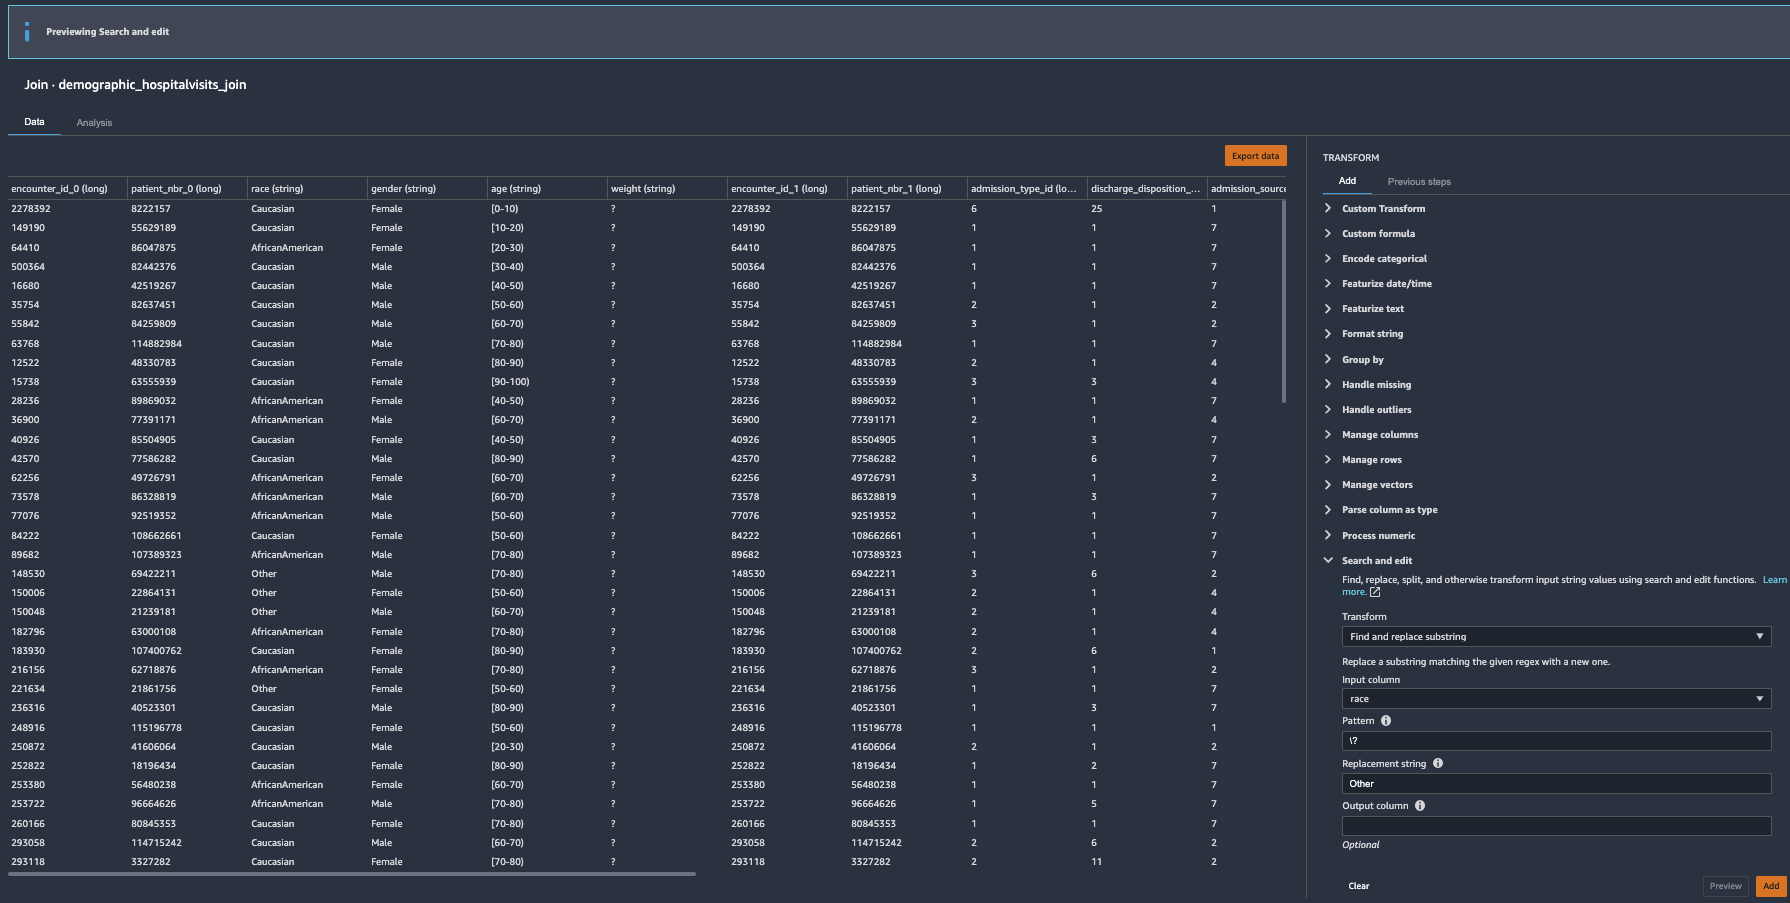 Previewing Search and edit
Join · demographic_hospitalvisits_join
Data Analysis
Export data
encounter_id_0 (long) patient_nbr_0 (long) race (string) gender (string) age (string) weight (string) encounter_id_1 (long) patient_nbr_1 (long) admission_type_id (lo... discharge_disposition_... admission_source
2278392 8222157 Caucasian Female [0-10) ? 2278392 8222157 6 25 1
149190 55629189 Caucasian Female [10-20) ? 149190 55629189 1 1 7
64410 86047875 AfricanAmerican Female [20-30) ? 64410 86047875 1 1 7
500364 82442376 Caucasian Male [30-40) ? 500364 82442376 1 1 7
16680 42519267 Caucasian Male [40-50) ? 16680 42519267 1 1 7
35754 82637451 Caucasian Male [50-60) ? 35754 82637451 2 1 2
55842 84259809 Caucasian Male [60-70) ? 55842 84259809 3 1 2
63768 114882984 Caucasian Male [70-80) ? 63768 114882984 1 1 7
12522 48330783 Caucasian Female [80-90) ? 12522 48330783 2 1 4
15738 63555939 Caucasian Female [90-100) ? 15738 63555939 3 3 4
28236 89869032 AfricanAmerican Female [40-50) ? 28236 89869032 1 1 7
36900 77391171 AfricanAmerican Male [60-70) ? 36900 77391171 2 1 4
40926 85504905 Caucasian Female [40-50) ? 40926 85504905 1 3 7
42570 77586282 Caucasian Male [80-90) ? 42570 77586282 1 6 7
62256 49726791 AfricanAmerican Female [60-70) ? 62256 49726791 3 1 2
73578 86328819 AfricanAmerican Male [60-70) ? 73578 86328819 1 3 7
77076 92519352 AfricanAmerican Male [50-60) ? 77076 92519352 1 1 7
84222 108662661 Caucasian Female [50-60) ? 84222 108662661 1 1 7
89682 107389323 AfricanAmerican Male [70-80) ? 89682 107389323 1 1 7
148530 69422211 Other Male [70-80) ? 148530 69422211 3 6 2
150006 22864131 Other Female [50-60) ? 150006 22864131 2 1 4
150048 21239181 Other Male [60-70) ? 150048 21239181 2 1 4
182796 63000108 AfricanAmerican Female [70-80) ? 182796 63000108 2 1 4
183930 107400762 Caucasian Female [80-90) ? 183930 107400762 2 6 1
216156 62718876 AfricanAmerican Female [70-80) ? 216156 62718876 3 1 2
221634 21861756 Other Female [50-60) ? 221634 21861756 1 1 7
236316 40523301 Caucasian Male [80-90) ? 236316 40523301 1 3 7
248916 115196778 Caucasian Female [50-60) ? 248916 115196778 1 1 1
250872 41606064 Caucasian Male [20-30) ? 250872 41606064 2 1 2
252822 18196434 Caucasian Female [80-90) ? 252822 18196434 1 2 7
253380 56480238 AfricanAmerican Female [60-70) ? 253380 56480238 1 1 7
253722 96664626 AfricanAmerican Male [70-80) ? 253722 96664626 1 5 7
260166 80845353 Caucasian Female [70-80) ? 260166 80845353 1 1 7
293058 114715242 Caucasian Male [60-70) ? 293058 114715242 2 6 2
293118 3327282 Caucasian Female [70-80) ? 293118 3327282 2 11 2
TRANSFORM
Add Previous steps
Custom Transform
Custom formula
Encode categorical
Featurize date/time
Featurize text
Format string
Group by
Handle missing
Handle outliers
Manage columns
Manage rows
Manage vectors
Parse column as type
Process numeric
Search and edit
Find, replace, split, and otherwise transform input string values using search and edit functions. Learn
more.
Transform
Find and replace substring
Replace a substring matching the given regex with a new one.
Input column
race
Pattern
\?
Replacement string
Other
Output column
Optional
Clear Preview Add